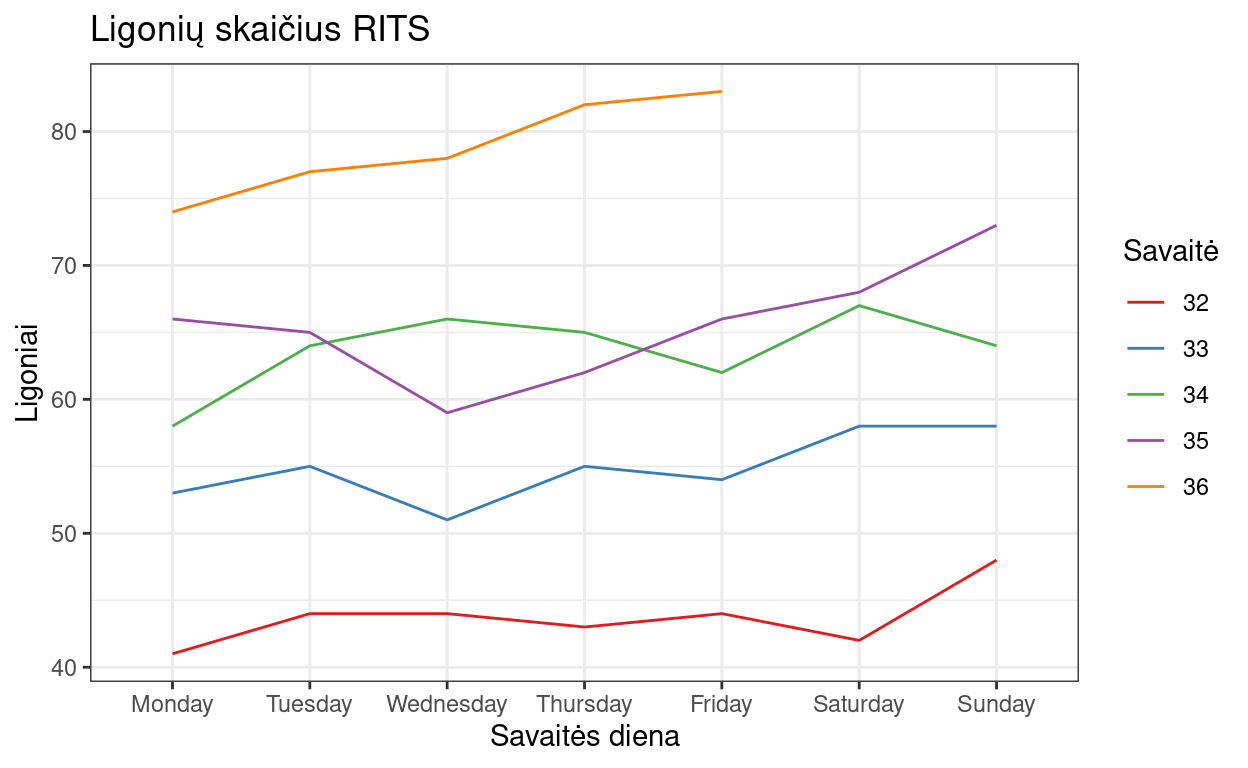 Ligonių skaičius RITS
80
70
60
50
40
Ligoniai
Monday Tuesday Wednesday Thursday Friday Saturday Sunday
Savaitės diena
Savaitė
32
33
34
35
36